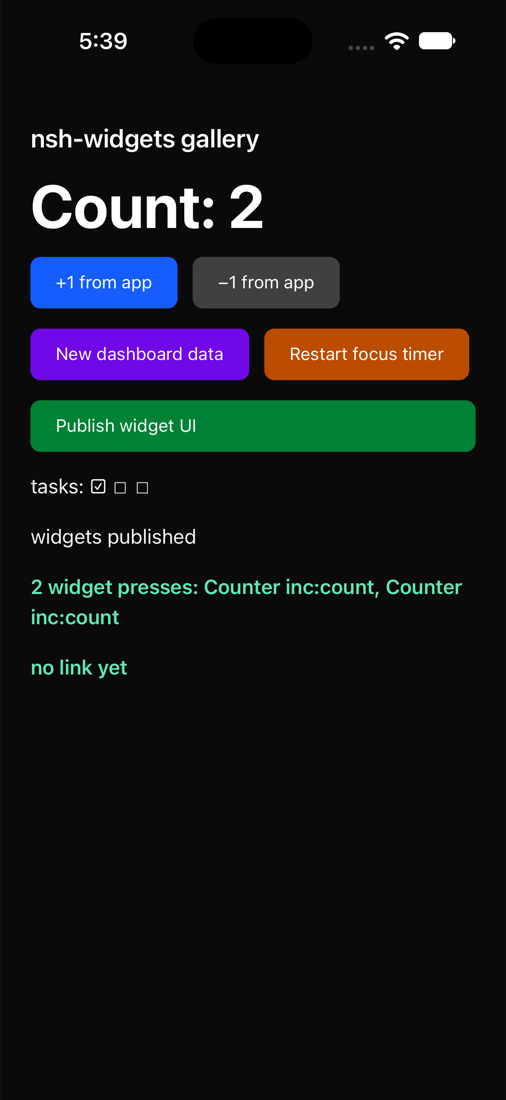 5:39
nsh-widgets gallery
Count: 2
+1 from app
−1 from app
New dashboard data
Restart focus timer
Publish widget UI
tasks: ☑ □ □
widgets published
2 widget presses: Counter inc:count, Counter
inc:count
no link yet